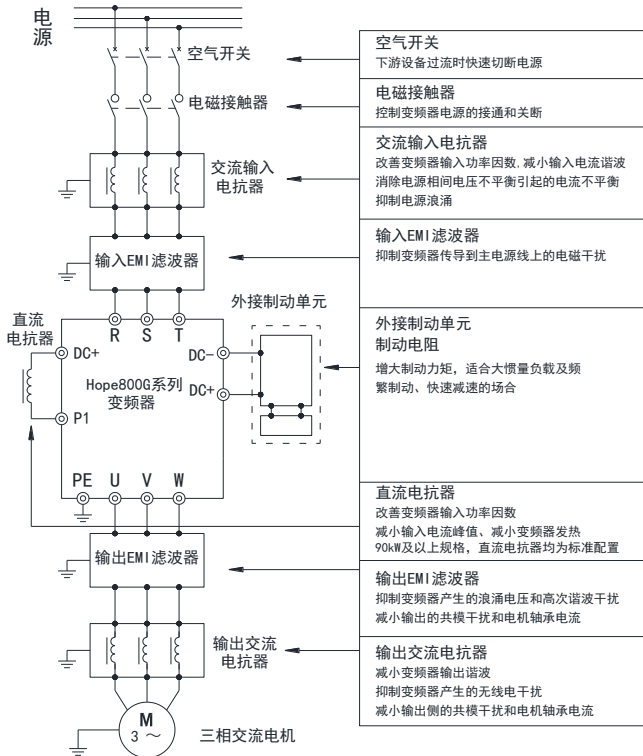 电
源
空气开关
电磁接触器
交流输入
电抗器
输入EMI滤波器
直流
电抗器
外接制动单元
R S T
DC+
DC-
Hope800G系列
变频器
DC+
P1
PE U V W
输出EMI滤波器
输出交流
电抗器
M
3 ～
三相交流电机
空气开关
下游设备过流时快速切断电源
电磁接触器
控制变频器电源的接通和关断
交流输入电抗器
改善变频器输入功率因数,减小输入电流谐波
消除电源相间电压不平衡引起的电流不平衡
抑制电源浪涌
输入EMI滤波器
抑制变频器传导到主电源线上的电磁干扰
外接制动单元
制动电阻
增大制动力矩，适合大惯量负载及频
繁制动、快速减速的场合
直流电抗器
改善变频器输入功率因数
减小输入电流峰值、减小变频器发热
90kW及以上规格，直流电抗器均为标准配置
输出EMI滤波器
抑制变频器产生的浪涌电压和高次谐波干扰
减小输出的共模干扰和电机轴承电流
输出交流电抗器
减小变频器输出谐波
抑制变频器产生的无线电干扰
减小输出侧的共模干扰和电机轴承电流